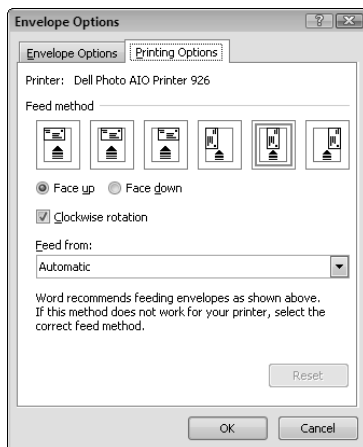 Envelope Options
Envelope Options Printing Options
Printer: Dell Photo AIO Printer 926
Feed method
Face up Face down
Clockwise rotation
Feed from:
Automatic
Word recommends feeding envelopes as shown above.
If this method does not work for your printer, select the
correct feed method.
Reset
OK Cancel